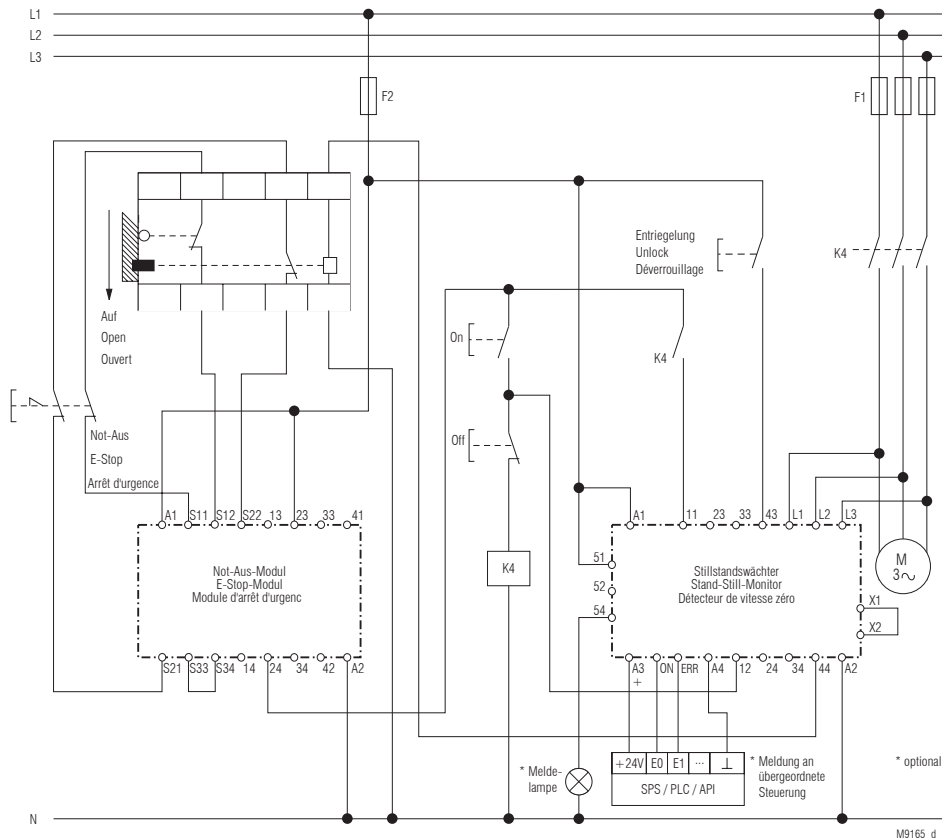 L1
L2
L3
F2
F1
Entriegelung
Unlock
Déverrouillage
K4
Auf
Open
Ouvert
On
K4
Off
Not-Aus
E-Stop
Arrêt d'urgence
A1 S11 S12 S22 13 23 33 41
A1 11 23 33 43 L1 L2 L3
Not-Aus-Modul
E-Stop-Modul
Module d'arrêt d'urgenc
K4
51
52
54
Stillstandswächter
Stand-Still-Monitor
Détecteur de vitesse zéro
M
3~
X1
X2
S21 S33 S34 14 24 34 42 A2
A3 ON ERR A4 12 24 34 44 A2
+
* Melde-
lampe
+24V E0 E1 ... ⊥
SPS / PLC / API
* Meldung an
übergeordnete
Steuerung
* optional
N
M9165_d